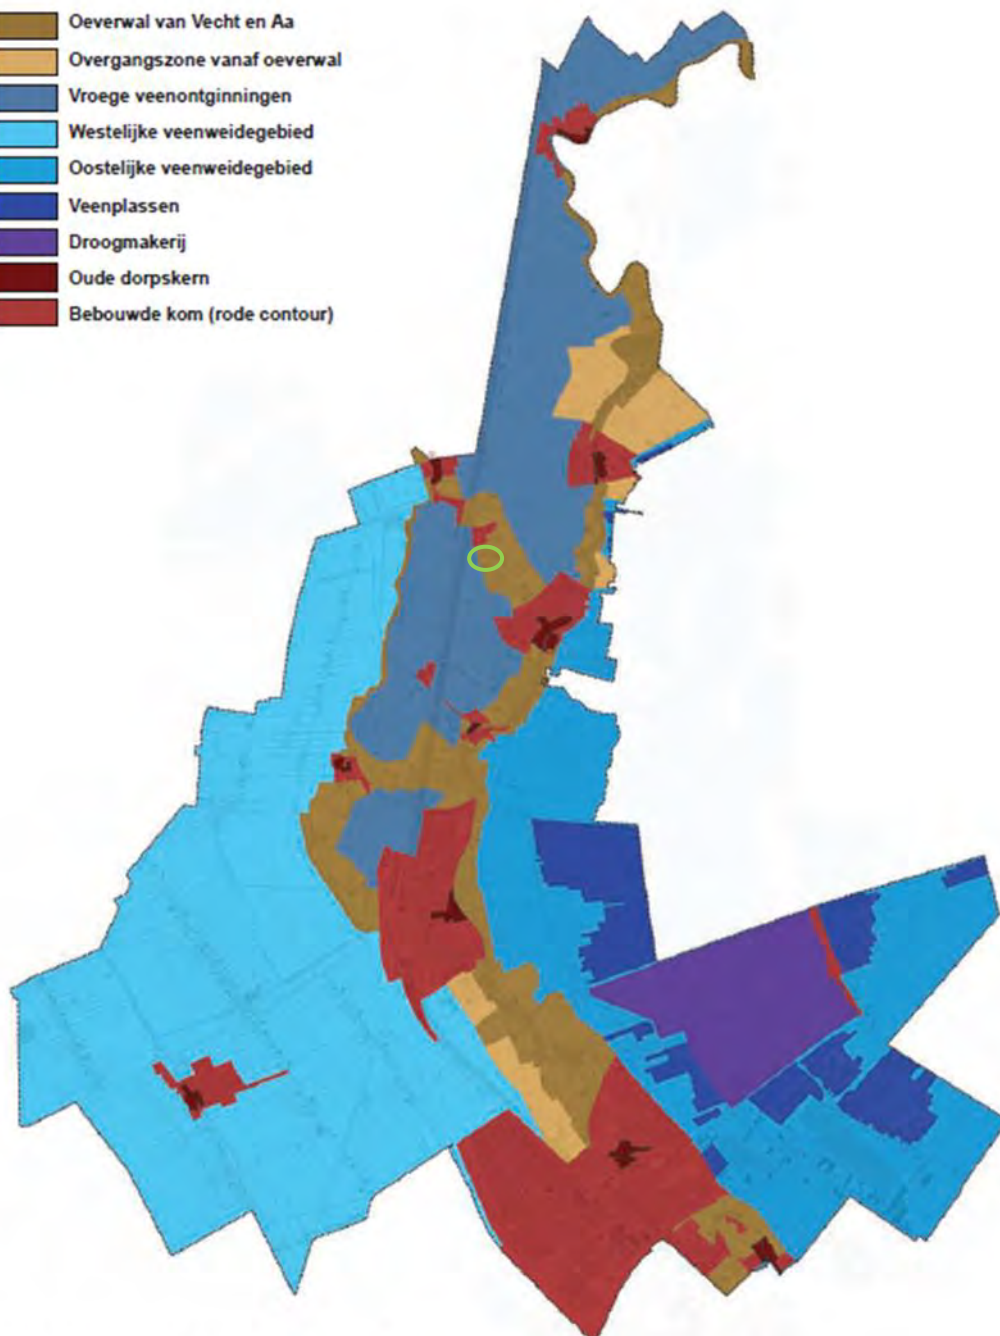 Oeverwal van Vecht en Aa
Overgangszone vanaf oeverwal
Vroege veenontginningen
Westelijke veenweidegebied
Oostelijke veenweidegebied
Veenplassen
Droogmakerij
Oude dorpskern
Bebouwde kom (rode contour)